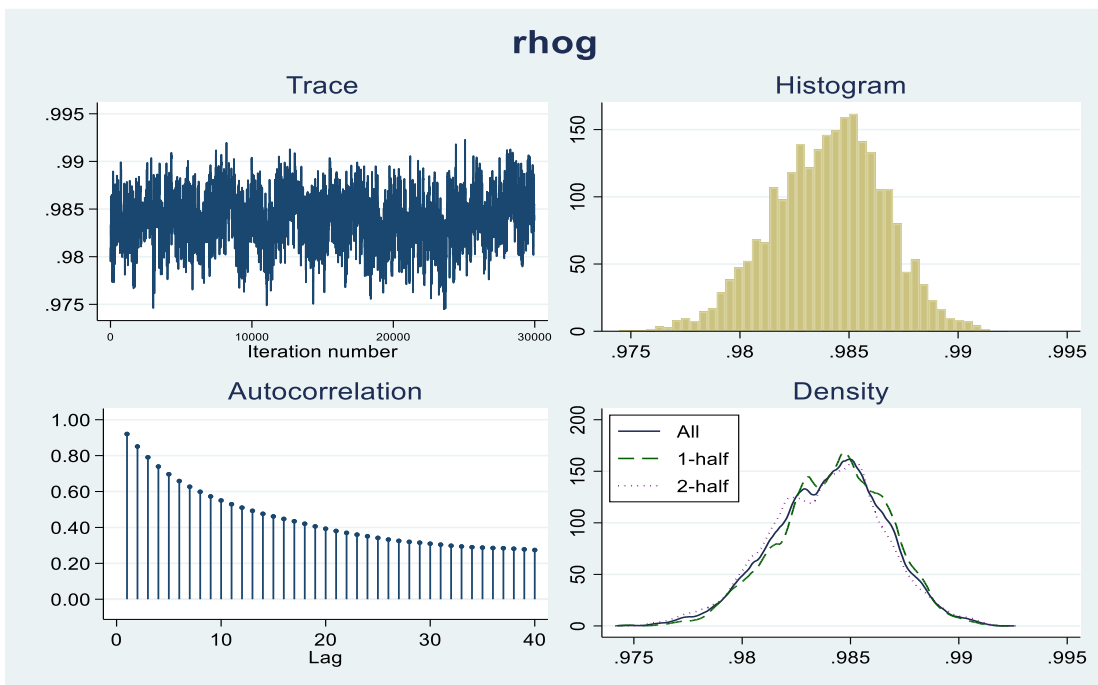 rhog
Trace
.995
.99
.985
.98
.975
0 10000 20000 30000
Iteration number
Histogram
150
100
50
0
.975 .98 .985 .99 .995
Autocorrelation
1.00
0.80
0.60
0.40
0.20
0.00
0 10 20 30 40
Lag
Density
200
150
100
50
0
All
1-half
2-half
.975 .98 .985 .99 .995